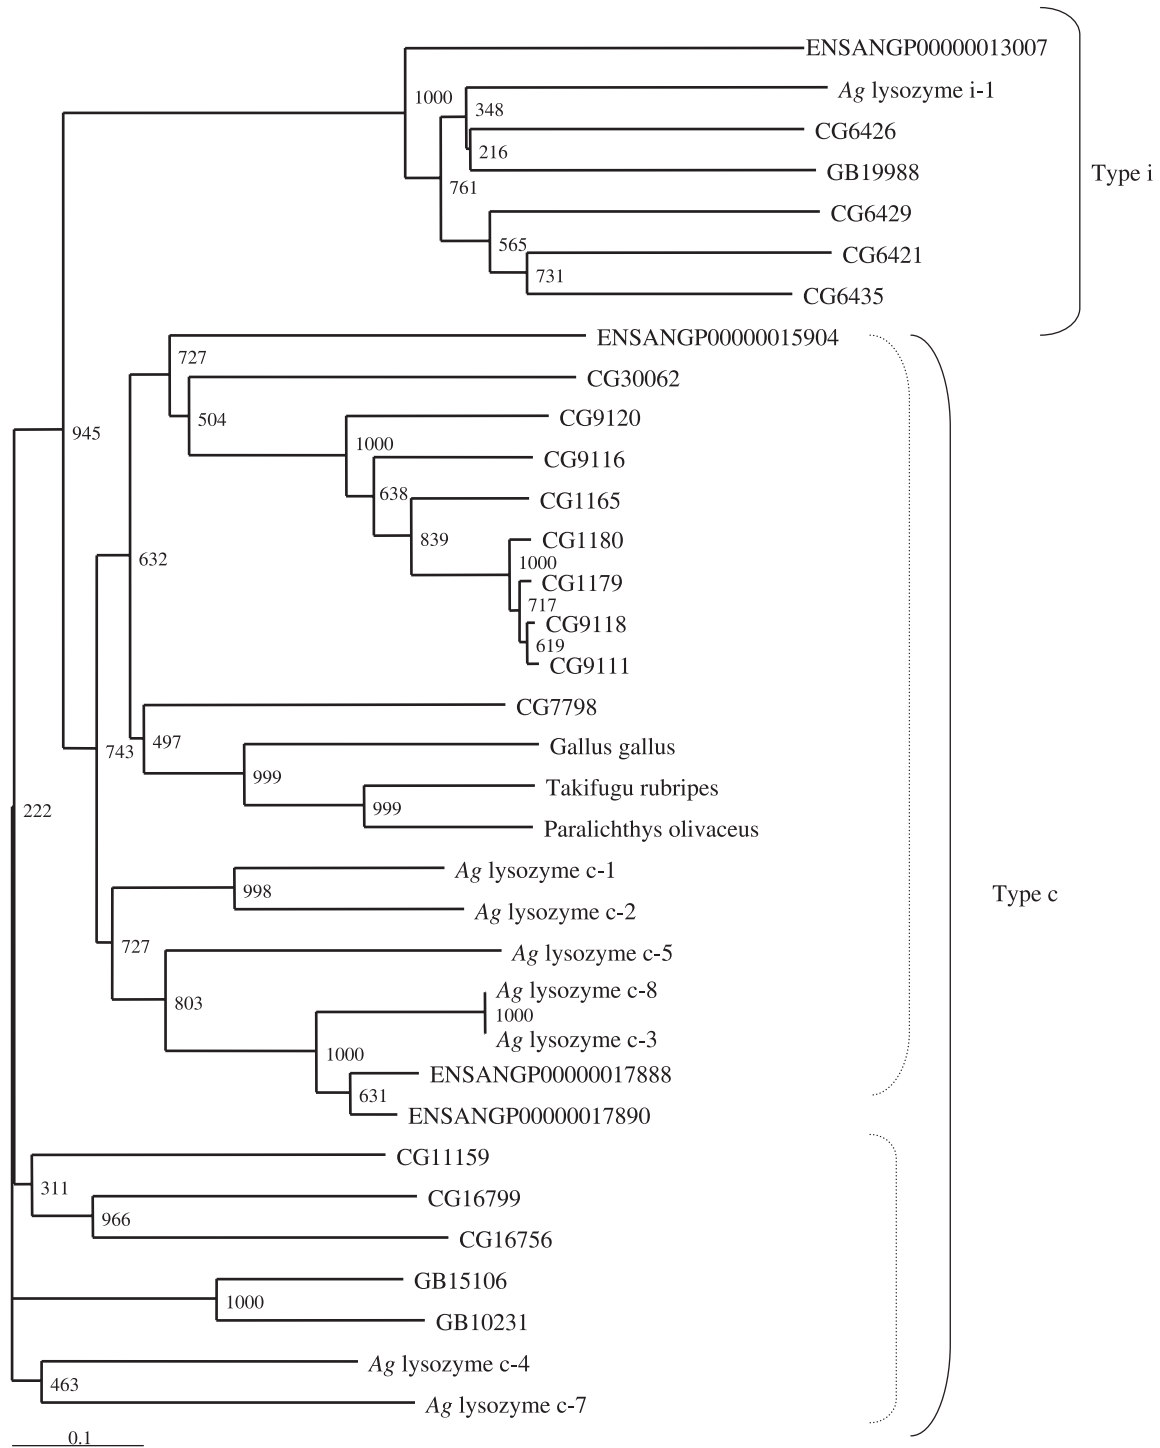 ENSANGP00000013007
1000
Ag lysozyme i-1
348
CG6426
216
GB19988
Type i
761
CG6429
565
CG6421
731
CG6435
ENSANGP00000015904
727
CG30062
504
CG9120
945
1000
CG9116
638
CG1165
839
CG1180
632
1000
CG1179
717
CG9118
619
CG9111
CG7798
743
497
Gallus gallus
999
Takifugu rubripes
222
999
Paralichthys olivaceus
Ag lysozyme c-1
998
Type c
Ag lysozyme c-2
727
Ag lysozyme c-5
803
Ag lysozyme c-8
1000
Ag lysozyme c-3
1000
ENSANGP00000017888
631
ENSANGP00000017890
CG11159
311
CG16799
966
CG16756
GB15106
1000
GB10231
Ag lysozyme c-4
463
Ag lysozyme c-7
0.1